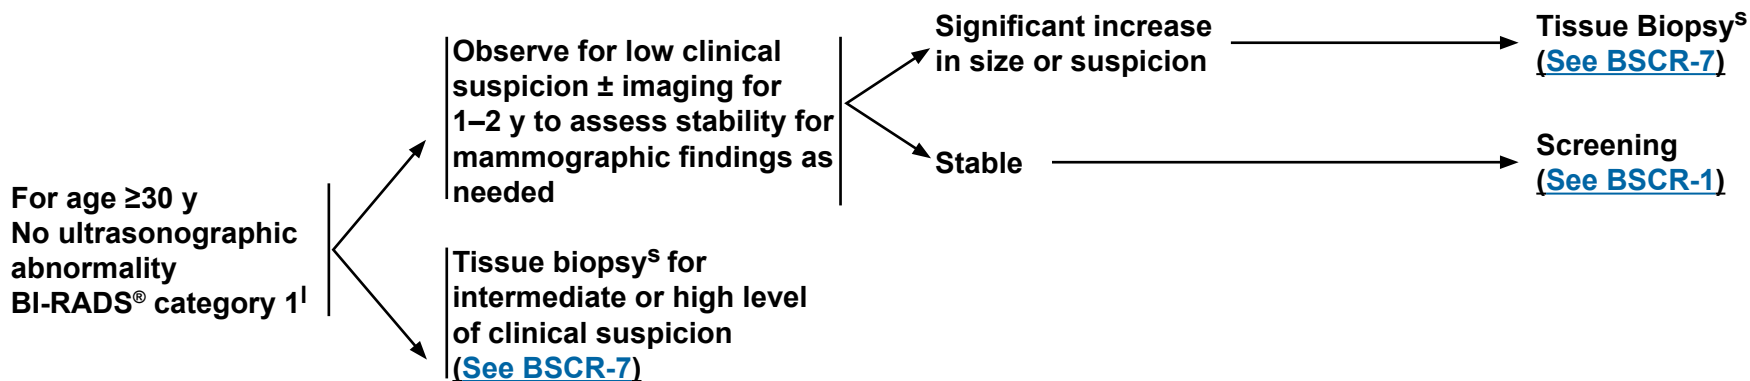 For age ≥30 y
No ultrasonographic
abnormality
BI-RADS® category 1l
Observe for low clinical
suspicion ± imaging for
1–2 y to assess stability for
mammographic findings as
needed
Tissue biopsys for
intermediate or high level
of clinical suspicion
(See BSCR-7)
Significant increase
in size or suspicion
Stable
Tissue Biopsys
(See BSCR-7)
Screening
(See BSCR-1)